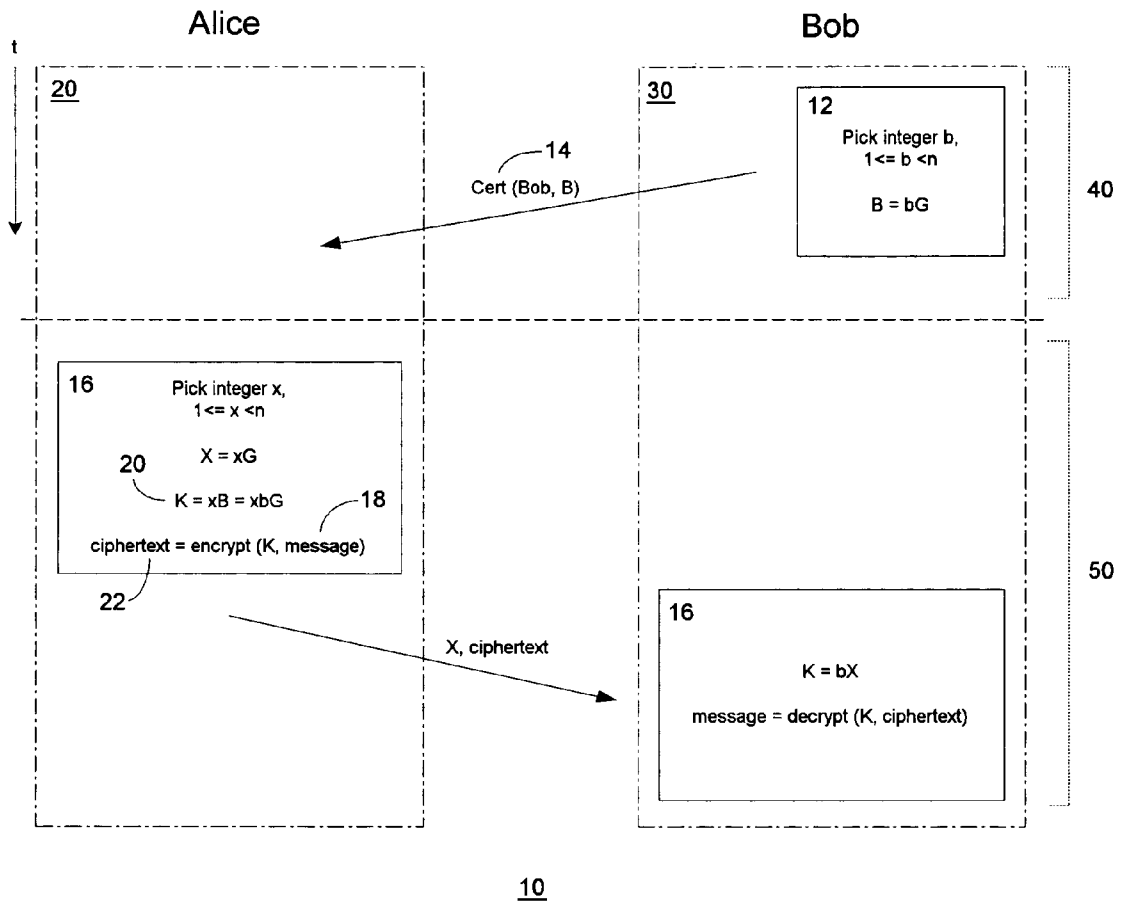 Alice
Bob
t
20
30
12
Pick integer b,
1<= b <n
B = bG
14
Cert (Bob, B)
40
16
Pick integer x,
1<= x <n
X = xG
20
K = xB = xbG
18
ciphertext = encrypt (K, message)
22
50
X, ciphertext
16
K = bX
message = decrypt (K, ciphertext)
10